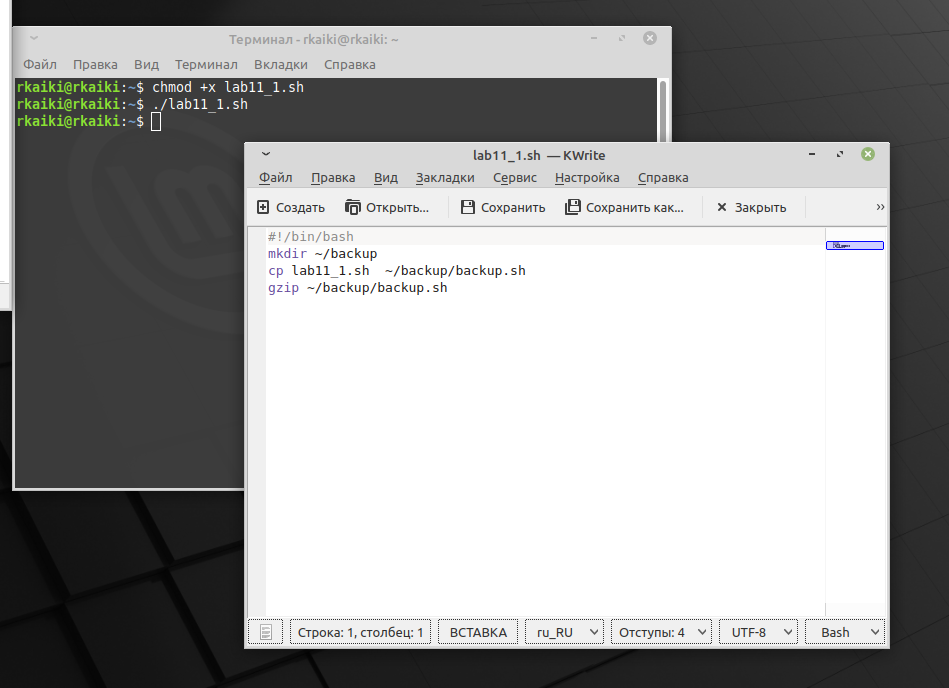 Терминал - rkaiki@rkaiki: ~
Файл Правка Вид Терминал Вкладки Справка
rkaiki@rkaiki:~$ chmod +x lab11_1.sh
rkaiki@rkaiki:~$ ./lab11_1.sh
rkaiki@rkaiki:~$
lab11_1.sh — KWrite
Файл Правка Вид Закладки Сервис Настройка Справка
Создать Открыть... Сохранить Сохранить как... Закрыть »
#!/bin/bash
mkdir ~/backup
cp lab11_1.sh  ~/backup/backup.sh
gzip ~/backup/backup.sh
Строка: 1, столбец: 1 ВСТАВКА ru_RU Отступы: 4 UTF-8 Bash